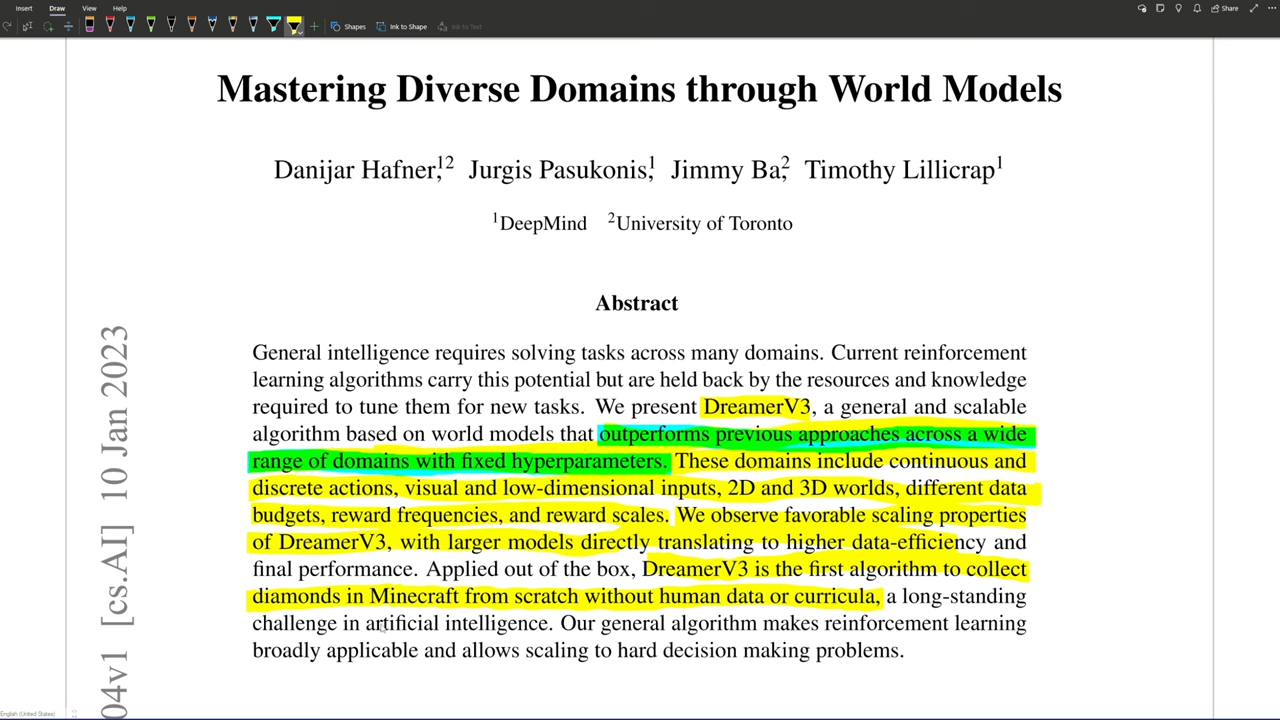 Insert Draw View Help
Shapes Ink to Shape Ink to Text Share
Mastering Diverse Domains through World Models
Danijar Hafner,12 Jurgis Pasukonis,1 Jimmy Ba,2 Timothy Lillicrap1
1DeepMind 2University of Toronto
Abstract
General intelligence requires solving tasks across many domains. Current reinforcement
learning algorithms carry this potential but are held back by the resources and knowledge
required to tune them for new tasks. We present DreamerV3, a general and scalable
algorithm based on world models that outperforms previous approaches across a wide
range of domains with fixed hyperparameters. These domains include continuous and
discrete actions, visual and low-dimensional inputs, 2D and 3D worlds, different data
budgets, reward frequencies, and reward scales. We observe favorable scaling properties
of DreamerV3, with larger models directly translating to higher data-efficiency and
final performance. Applied out of the box, DreamerV3 is the first algorithm to collect
diamonds in Minecraft from scratch without human data or curricula, a long-standing
challenge in artificial intelligence. Our general algorithm makes reinforcement learning
broadly applicable and allows scaling to hard decision making problems.
04v1 [cs.AI] 10 Jan 2023
English (United States)